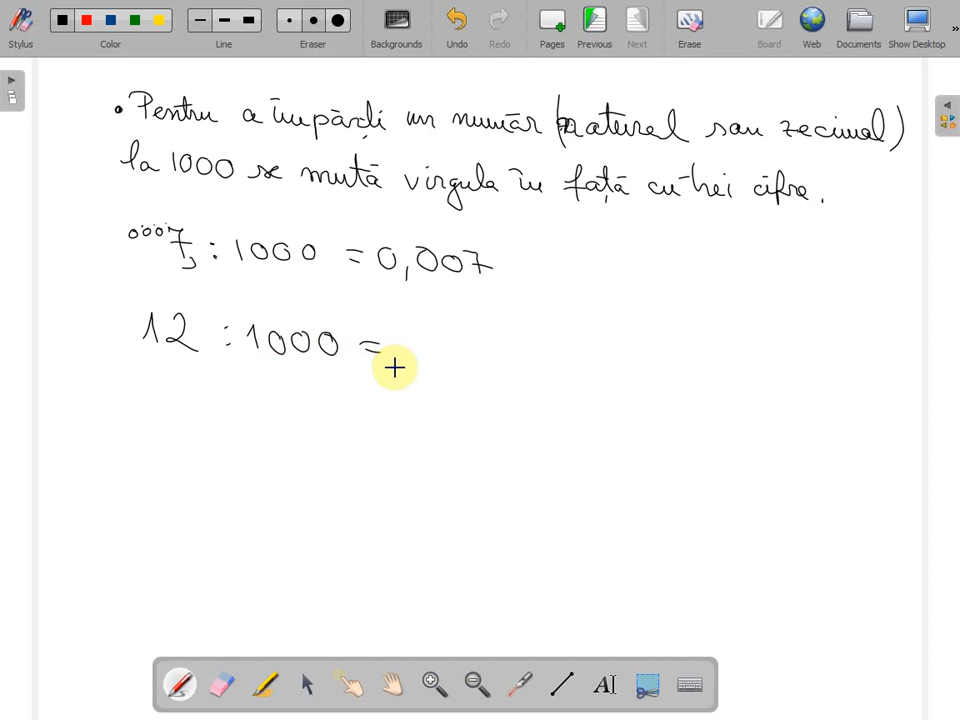 Stylus
Color
Line
Eraser
Backgrounds
Undo
Redo
Pages
Previous
Next
Erase
Board
Web
Documents
Show Desktop
»
• Pentru a împărți un număr (natural sau zecimal)
la 1000 se mută virgula în față cu trei cifre.
0007
7, : 1000 = 0,007
12 : 1000 =